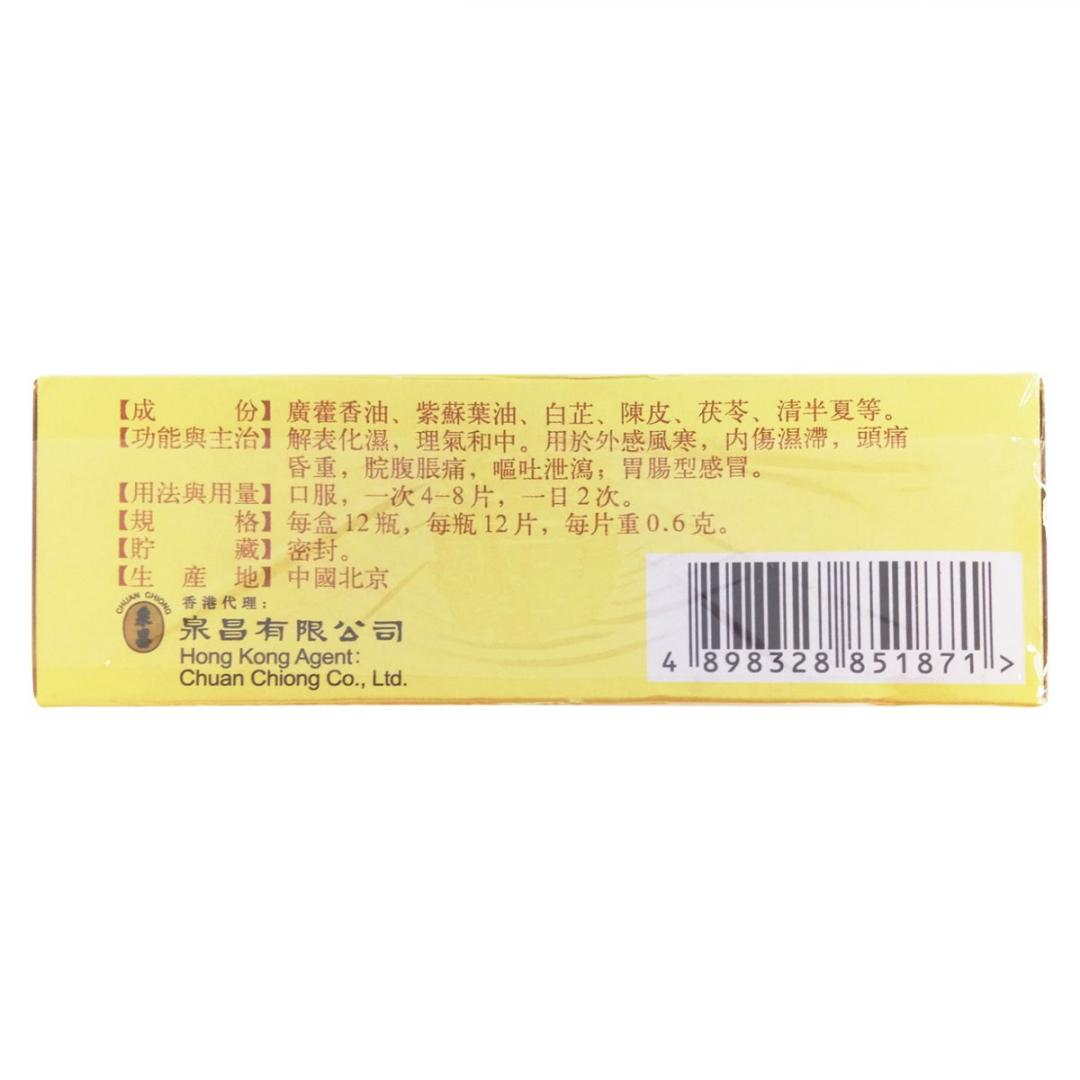 【成份】廣藿香油、紫蘇葉油、白芷、陳皮、茯苓、清半夏等。
【功能與主治】解表化濕，理氣和中。用於外感風寒，内傷濕滯，頭痛
昏重，脘腹脹痛，嘔吐泄瀉；胃腸型感冒。
【用法與用量】口服，一次4-8片，一日2次。
【規格】每盒12瓶，每瓶12片，每片重0.6克。
【貯藏】密封。
【生產地】中國北京
CHUAN CHIONG
泉昌
香港代理：
泉昌有限公司
Hong Kong Agent:
Chuan Chiong Co., Ltd.
4 898328 851871 >